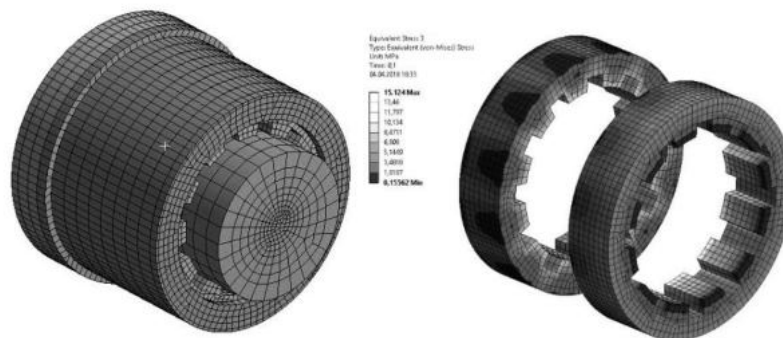 Equivalent Stress 3
Type: Equivalent (von-Mises) Stress
Unit: MPa
Time: 0,1
15,124 Max
13,46
11,797
10,134
8,4711
6,808
5,1449
3,4818
1,8187
0,15562 Min